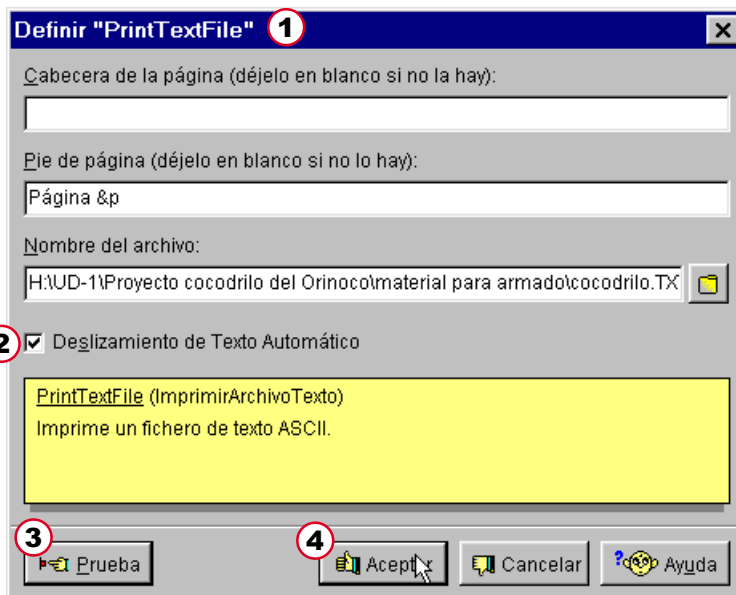 Definir "PrintTextFile" 1
Cabecera de la página (déjelo en blanco si no la hay):
Pie de página (déjelo en blanco si no lo hay):
Página &p
Nombre del archivo:
H:\UD-1\Proyecto cocodrilo del Orinoco\material para armado\cocodrilo.TX
2 Deslizamiento de Texto Automático
PrintTextFile (ImprimirArchivoTexto)
Imprime un fichero de texto ASCII.
3 4
Prueba Aceptar Cancelar Ayuda